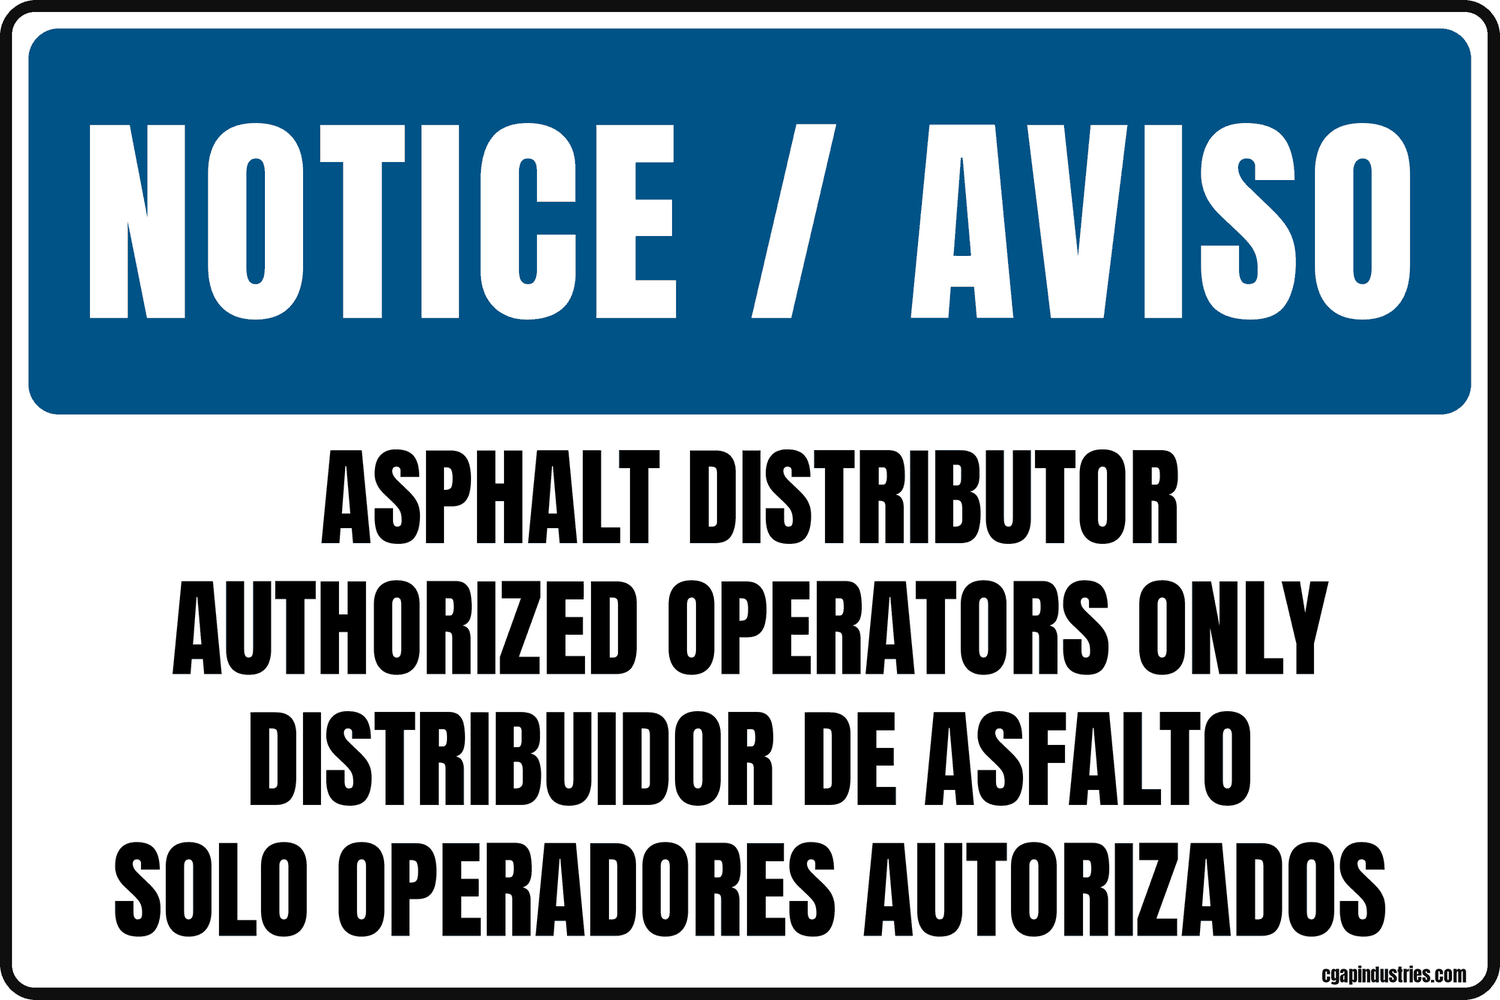 NOTICE / AVISO
ASPHALT DISTRIBUTOR
AUTHORIZED OPERATORS ONLY
DISTRIBUIDOR DE ASFALTO
SOLO OPERADORES AUTORIZADOS
cgapindustries.com